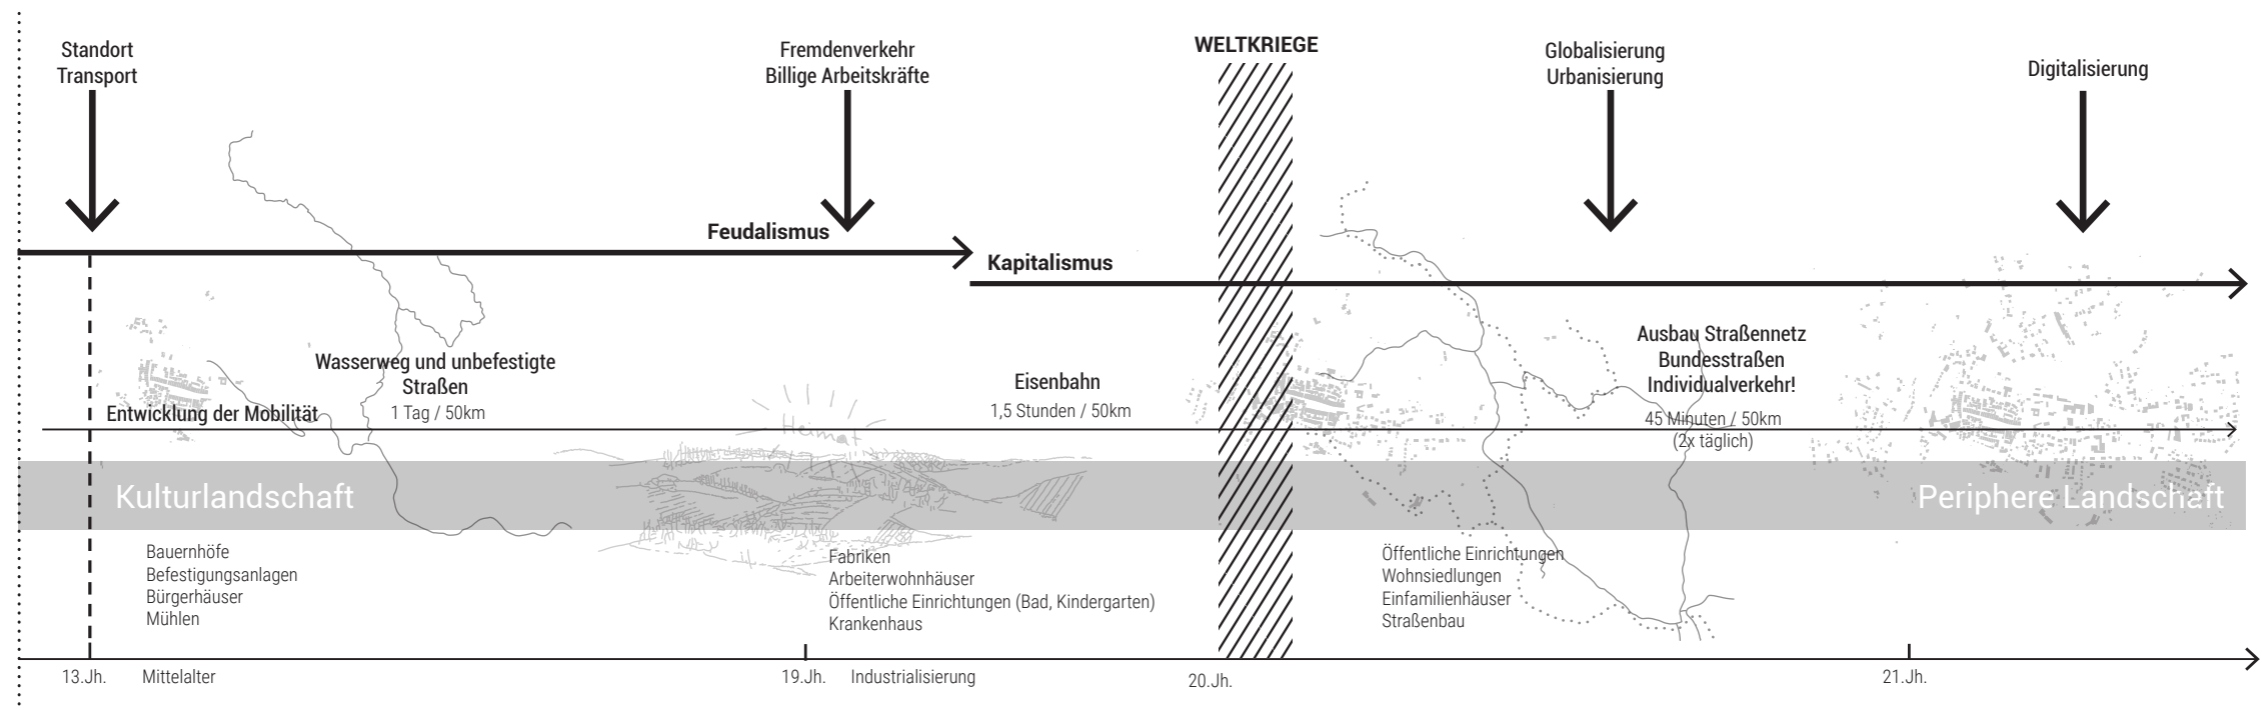 Standort
Transport
Fremdenverkehr
Billige Arbeitskräfte
WELTKRIEGE
Globalisierung
Urbanisierung
Digitalisierung
Feudalismus
Kapitalismus
Wasserweg und unbefestigte
Straßen
1 Tag / 50km
Entwicklung der Mobilität
Heimat
Eisenbahn
1,5 Stunden / 50km
Ausbau Straßennetz
Bundesstraßen
Individualverkehr!
45 Minuten / 50km
(2x täglich)
Kulturlandschaft
Periphere Landschaft
Bauernhöfe
Befestigungsanlagen
Bürgerhäuser
Mühlen
Fabriken
Arbeiterwohnhäuser
Öffentliche Einrichtungen (Bad, Kindergarten)
Krankenhaus
Öffentliche Einrichtungen
Wohnsiedlungen
Einfamilienhäuser
Straßenbau
13.Jh.
Mittelalter
19.Jh.
Industrialisierung
20.Jh.
21.Jh.